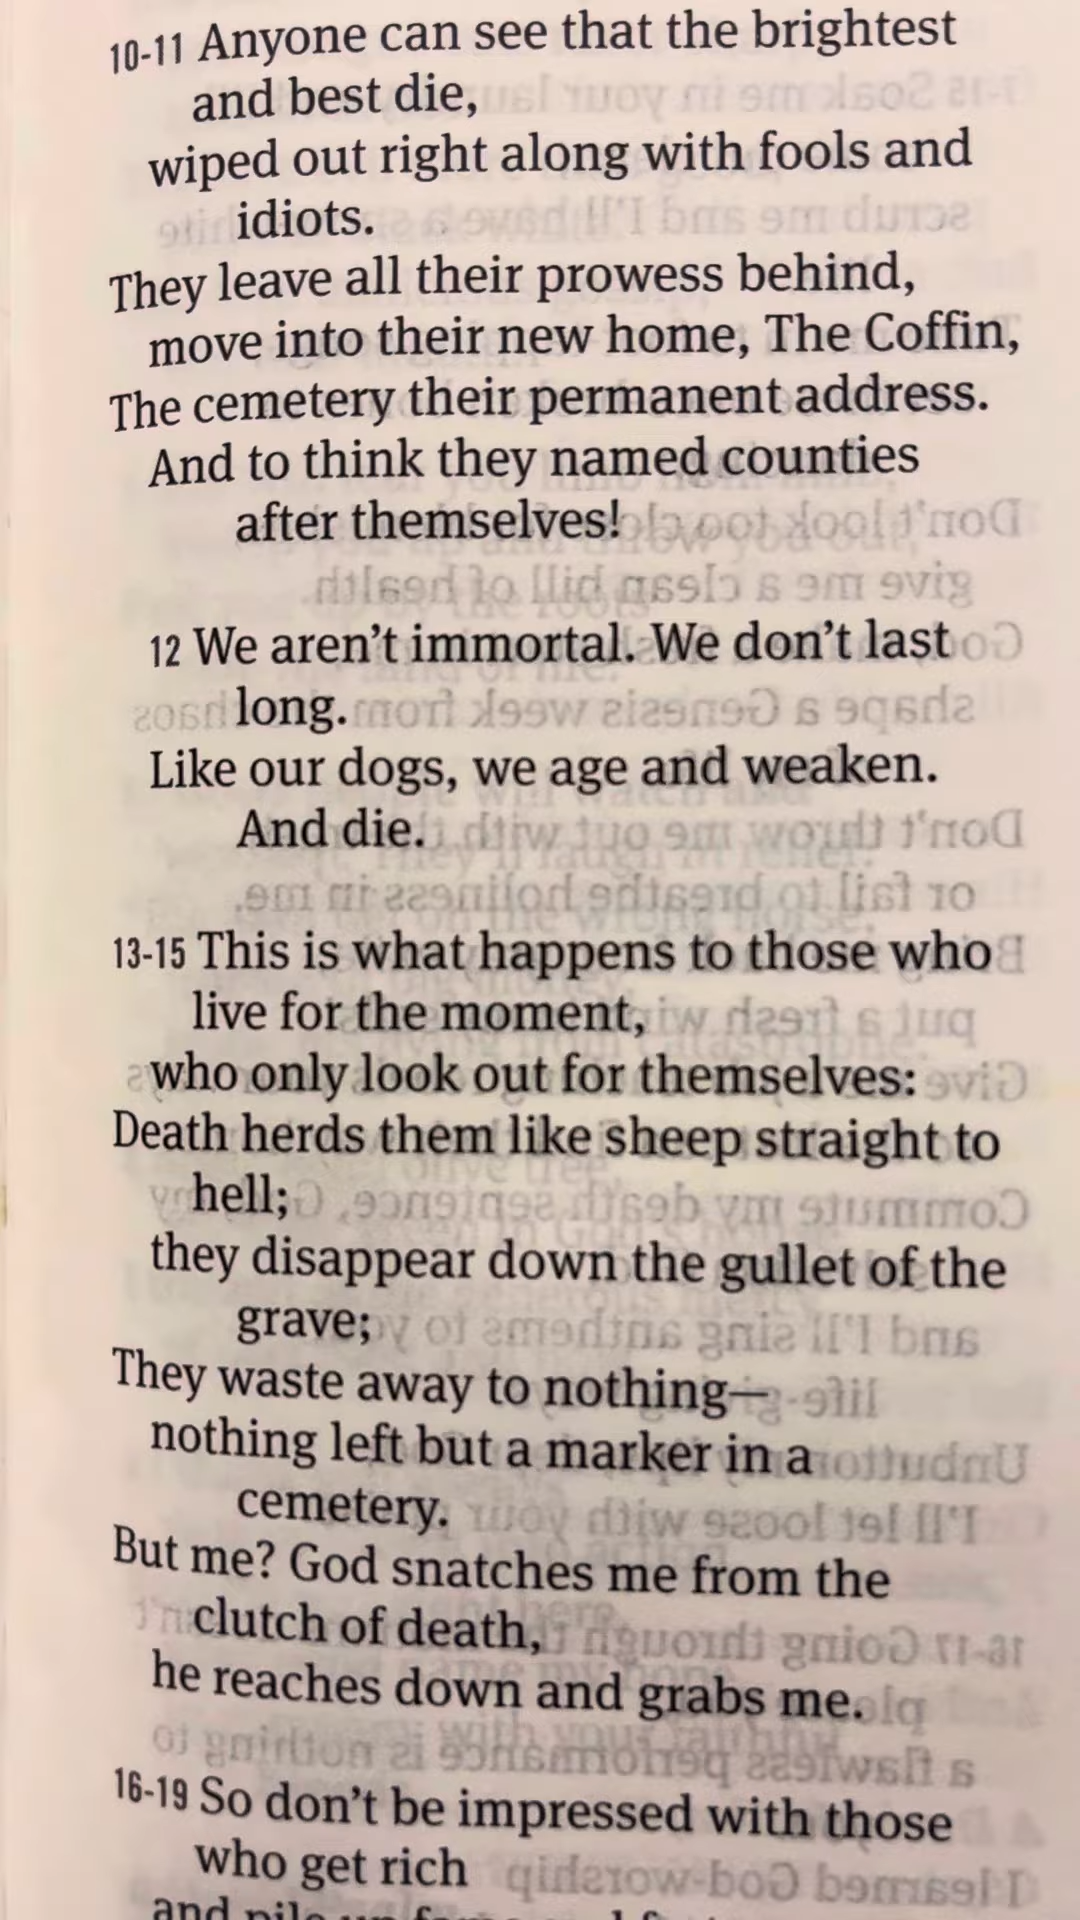 10-11 Anyone can see that the brightest
and best die,
wiped out right along with fools and
idiots.
They leave all their prowess behind,
move into their new home, The Coffin,
The cemetery their permanent address.
And to think they named counties
after themselves!
12 We aren't immortal. We don't last
long.
Like our dogs, we age and weaken.
And die.
13-15 This is what happens to those who
live for the moment,
who only look out for themselves:
Death herds them like sheep straight to
hell;
they disappear down the gullet of the
grave;
They waste away to nothing—
nothing left but a marker in a
cemetery.
But me? God snatches me from the
clutch of death,
he reaches down and grabs me.
16-19 So don't be impressed with those
who get rich
and pile up fame and